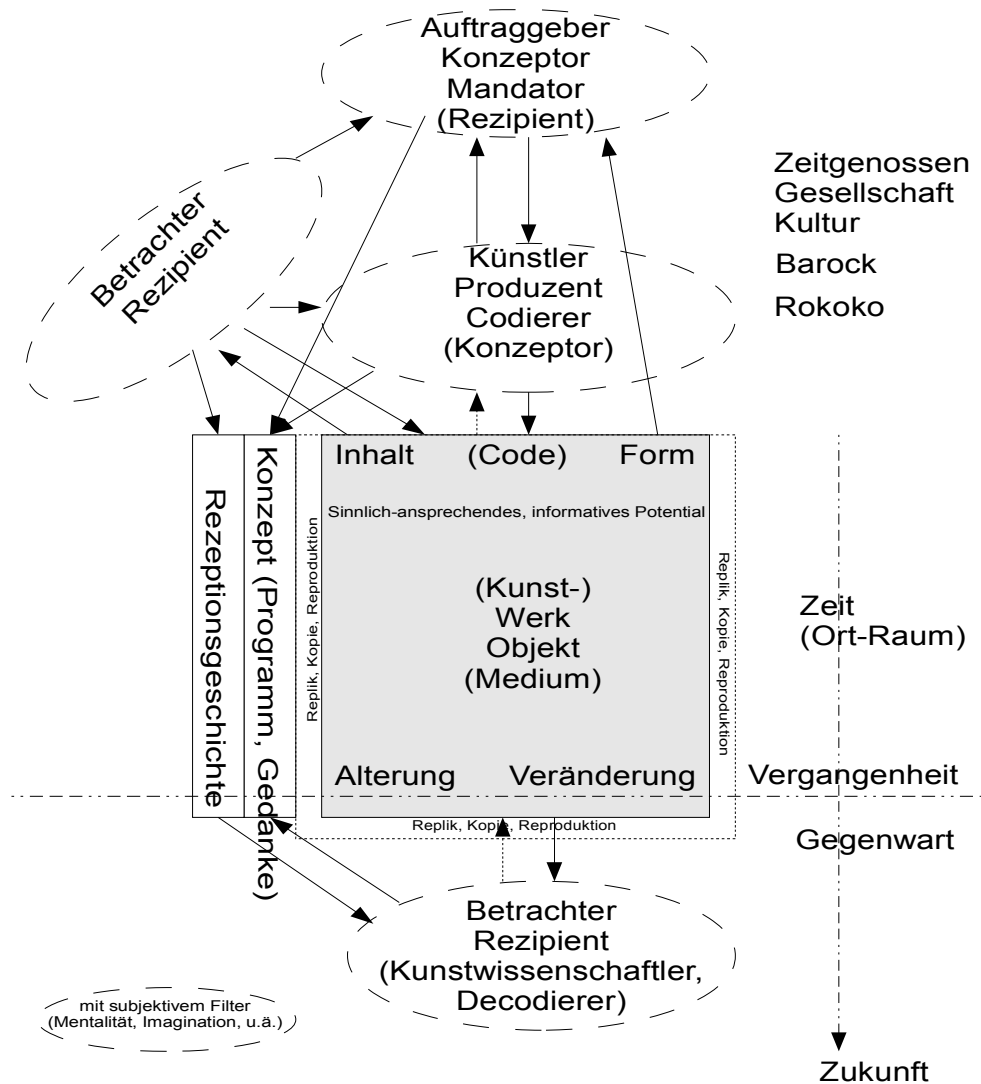 Auftraggeber
Konzeptor
Mandator
(Rezipient)
Zeitgenossen
Gesellschaft
Kultur
Barock
Rokoko
Betrachter
Rezipient
Künstler
Produzent
Codierer
(Konzeptor)
Rezeptionsgeschichte
Konzept (Programm, Gedanke)
Replik, Kopie, Reproduktion
Inhalt (Code) Form
Sinnlich-ansprechendes, informatives Potential
(Kunst-)
Werk
Objekt
(Medium)
Alterung Veränderung
Replik, Kopie, Reproduktion
Replik, Kopie, Reproduktion
Zeit
(Ort-Raum)
Vergangenheit
Gegenwart
Betrachter
Rezipient
(Kunstwissenschaftler,
Decodierer)
mit subjektivem Filter
(Mentalität, Imagination, u.ä.)
Zukunft